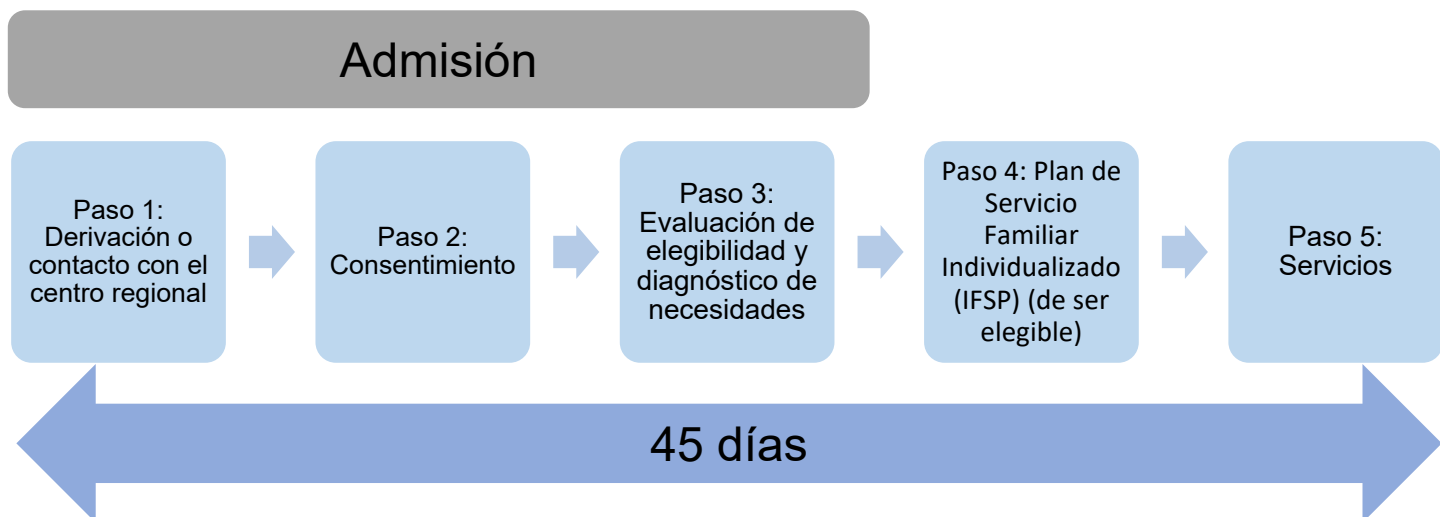 Admisión
Paso 1:
Derivación o
contacto con el
centro regional
Paso 2:
Consentimiento
Paso 3:
Evaluación de
elegibilidad y
diagnóstico de
necesidades
Paso 4: Plan de
Servicio
Familiar
Individualizado
(IFSP) (de ser
elegible)
Paso 5:
Servicios
45 días